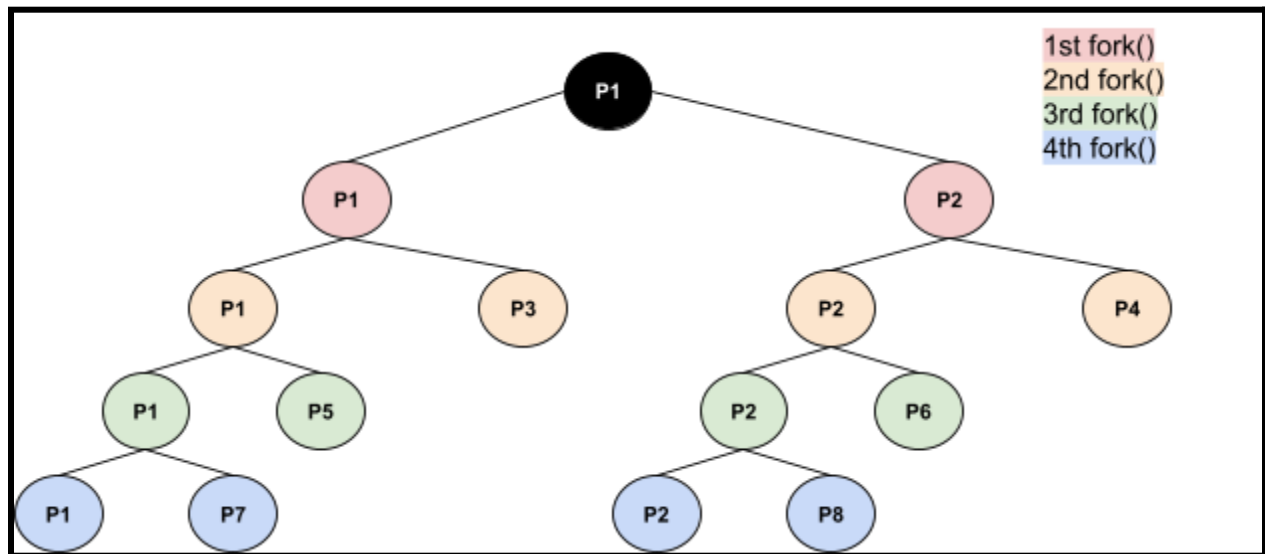 1st fork()
2nd fork()
3rd fork()
4th fork()
P1
P1
P2
P1
P3
P2
P4
P1
P5
P2
P6
P1
P7
P2
P8